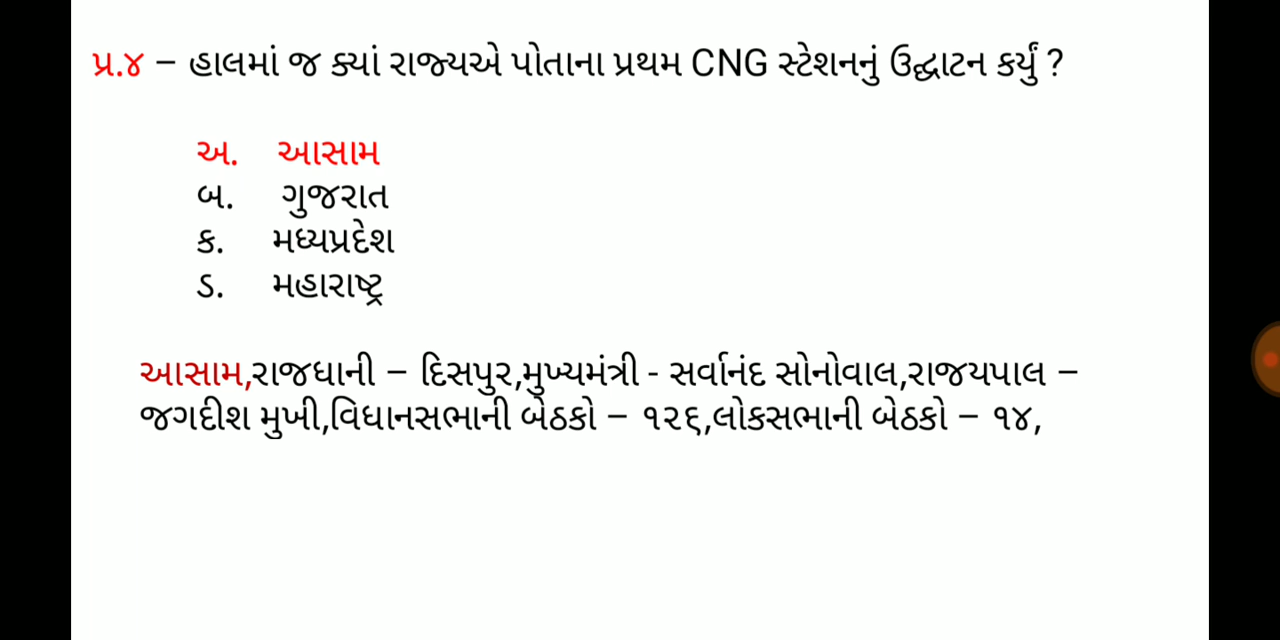 પ્ર.૪ – હાલમાં જ ક્યાં રાજ્યએ પોતાના પ્રથમ CNG સ્ટેશનનું ઉદ્ઘાટન કર્યું ?
અ. આસામ
બ. ગુજરાત
ક. મધ્યપ્રદેશ
ડ. મહારાષ્ટ્ર
આસામ,રાજધાની – દિસપુર,મુખ્યમંત્રી - સર્વાનંદ સોનોવાલ,રાજયપાલ –
જગદીશ મુખી,વિધાનસભાની બેઠકો – ૧૨૬,લોકસભાની બેઠકો – ૧૪,